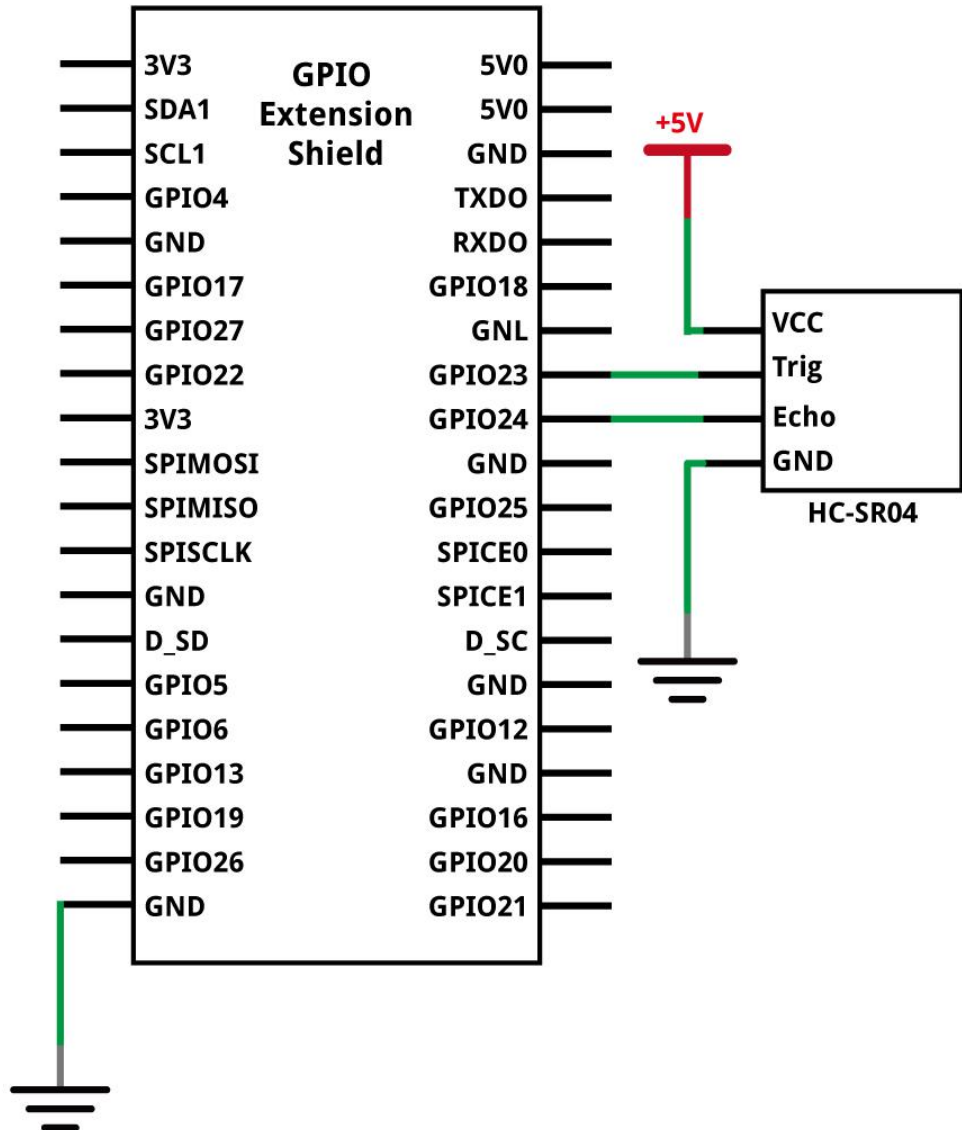 GPIO
Extension
Shield
3V3
SDA1
SCL1
GPIO4
GND
GPIO17
GPIO27
GPIO22
3V3
SPIMOSI
SPIMISO
SPISCLK
GND
D_SD
GPIO5
GPIO6
GPIO13
GPIO19
GPIO26
GND
5V0
5V0
GND
TXDO
RXDO
GPIO18
GNL
GPIO23
GPIO24
GND
GPIO25
SPICE0
SPICE1
D_SC
GND
GPIO12
GND
GPIO16
GPIO20
GPIO21
+5V
VCC
Trig
Echo
GND
HC-SR04